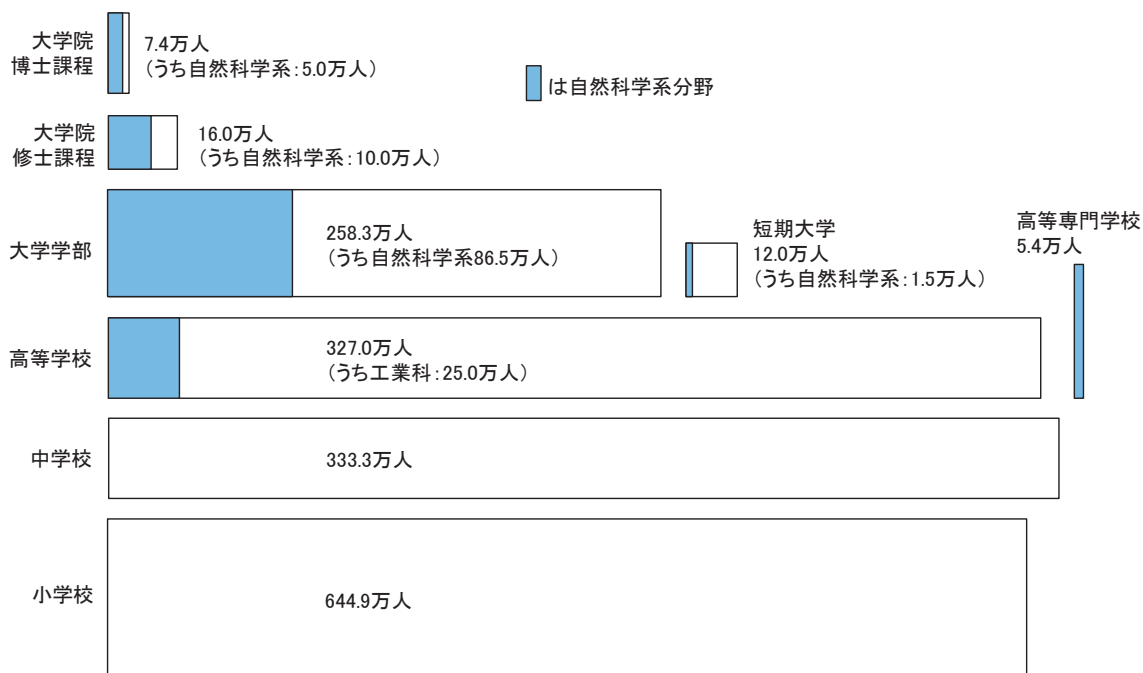 大学院
博士課程
7.4万人
(うち自然科学系:5.0万人)
は自然科学系分野
大学院
修士課程
16.0万人
(うち自然科学系:10.0万人)
大学学部
258.3万人
(うち自然科学系86.5万人)
短期大学
12.0万人
(うち自然科学系:1.5万人)
高等専門学校
5.4万人
高等学校
327.0万人
(うち工業科:25.0万人)
中学校
333.3万人
小学校
644.9万人